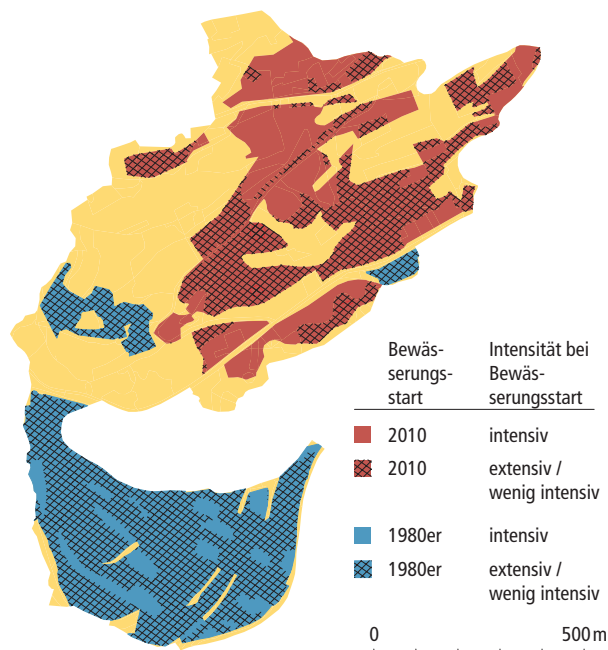 Bewäs-
serungs-
start
Intensität bei
Bewäs-
serungsstart
2010 intensiv
2010 extensiv /
wenig intensiv
1980er intensiv
1980er extensiv /
wenig intensiv
0 500 m